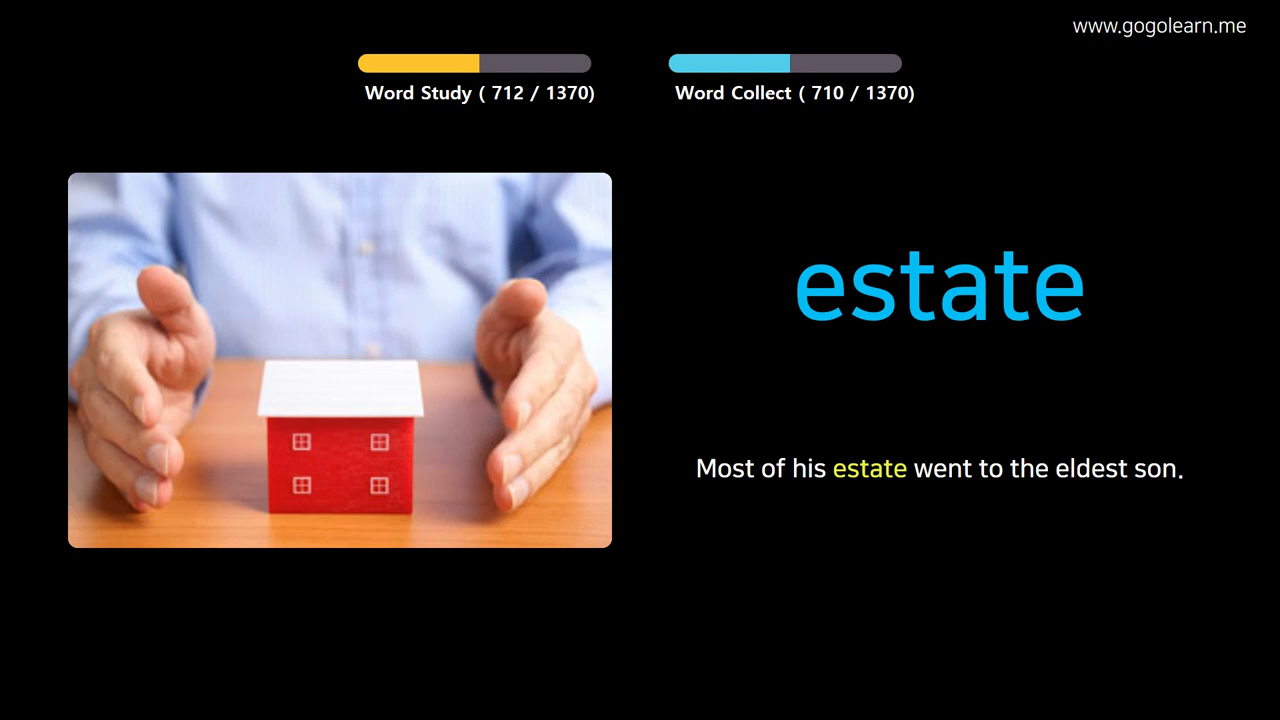 www.gogolearn.me
Word Study ( 712 / 1370)
Word Collect ( 710 / 1370)
estate
Most of his estate went to the eldest son.